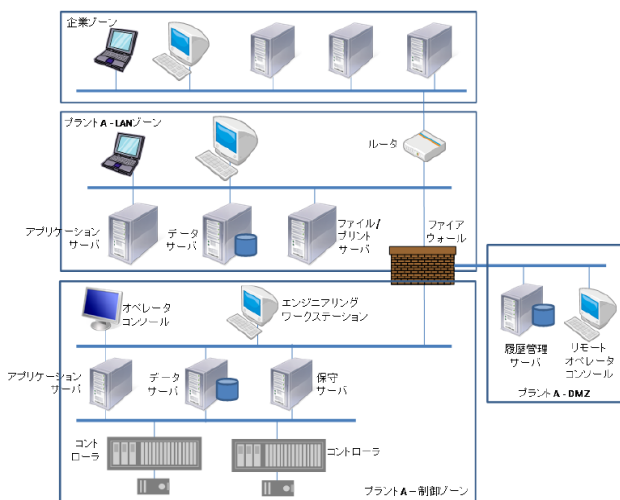 企業ゾーン
プラントA-LANゾーン
ルータ
アプリケーション
サーバ
データ
サーバ
ファイル/
プリント
サーバ
ファイア
ウォール
オペレータ
コンソール
エンジニアリング
ワークステーション
履歴管理
サーバ
リモート
オペレータ
コンソール
プラントA-DMZ
アプリケーション
サーバ
データ
サーバ
保守
サーバ
コント
ローラ
コントローラ
プラントA－制御ゾーン